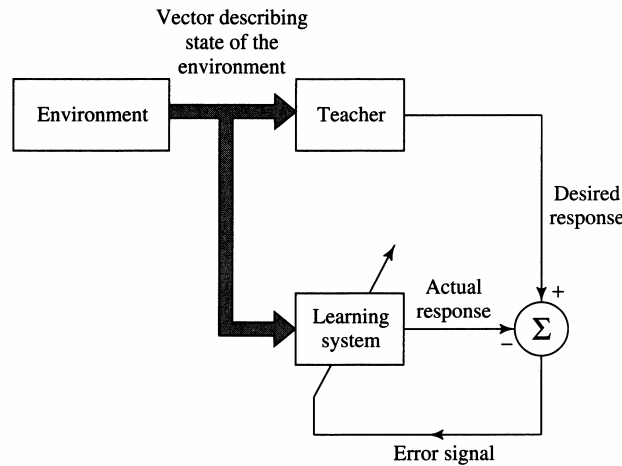 Vector describing
state of the
environment
Environment
Teacher
Desired
response
+
Learning
system
Actual
response
−
Σ
Error signal